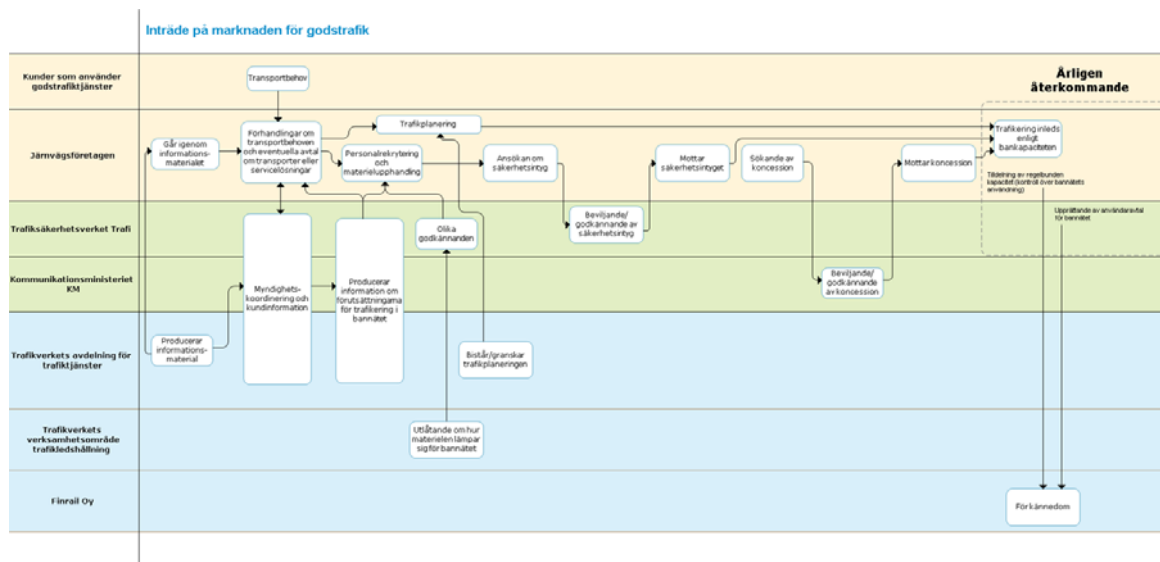 Inträde på marknaden för godstrafik
Kunder som använder
godstrafiktjänster
Transportbehov
Årligen
återkommande
Järnvägsföretagen
Går igenom
informations-
materialet
Förhandlingar om
transportbehoven
och eventuella avtal
om transporter eller
servicelösningar
Trafikplanering
Personalrekrytering
och
materielupphandling
Ansökan om
säkerhetsintyg
Mottar
säkerhetsintyget
Sökande av
koncession
Mottar koncession
Trafikering inleds
enligt
bankapaciteten
Tilldelning av regelbunden
kapacitet (kontroll över bannätets
användning)
Trafiksäkerhetsverket Trafi
Olika
godkännanden
Beviljande/
godkännande av
säkerhetsintyg
Upprättande av användaravtal
för bannätet
Kommunikationsministeriet
KM
Myndighets-
koordinering och
kundinformation
Producerar
information om
förutsättningarna
för trafikering i
bannätet
Beviljande/
godkännande
av koncession
Trafikverkets avdelning för
trafiktjänster
Producerar
informations-
material
Bistår/granskar
trafikplaneringen
Trafikverkets
verksamhetsområde
trafikledshållning
Utlåtande om hur
materielen lämpar
sig för bannätet
Finrail Oy
För kännedom